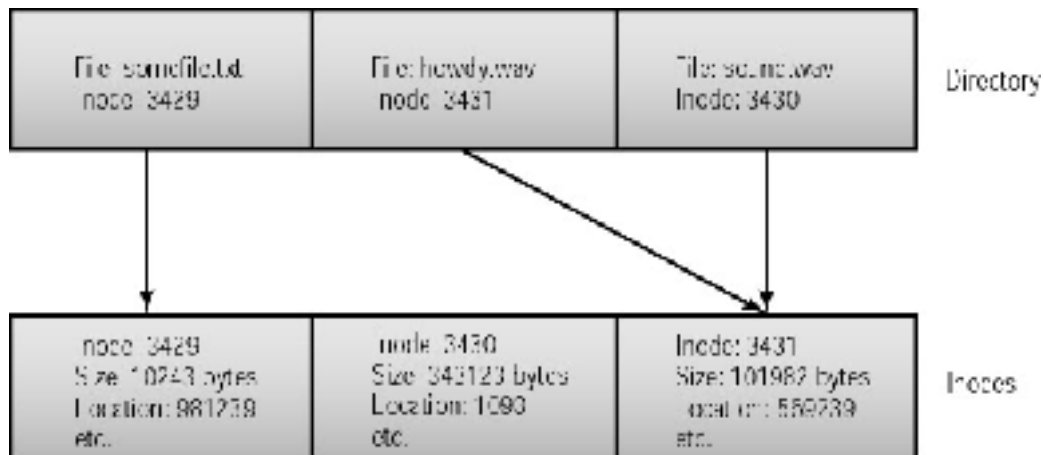 File: somefile.txt
Inode: 3429
File: howdy.wav
Inode: 3431
File: sound.wav
Inode: 3430
Directory
Inode: 3429
Size: 10243 bytes
Location: 981239
etc.
Inode: 3430
Size: 343123 bytes
Location: 1093
etc.
Inode: 3431
Size: 101982 bytes
Location: 569239
etc.
Inodes